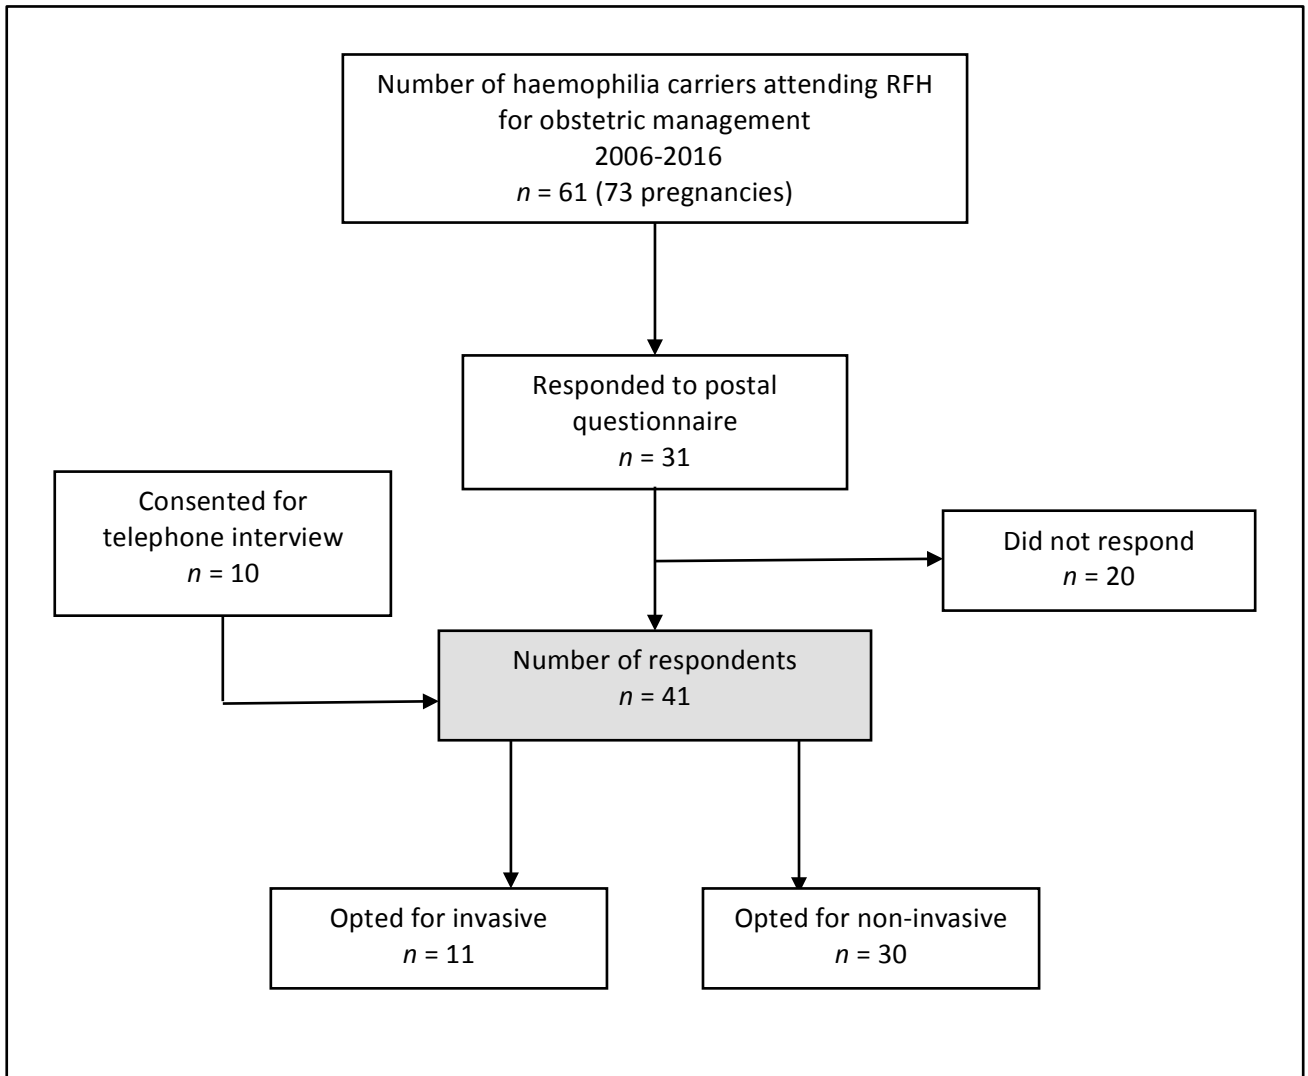 Number of haemophilia carriers attending RFH
for obstetric management
2006-2016
n = 61 (73 pregnancies)
Responded to postal
questionnaire
n = 31
Consented for
telephone interview
n = 10
Did not respond
n = 20
Number of respondents
n = 41
Opted for invasive
n = 11
Opted for non-invasive
n = 30